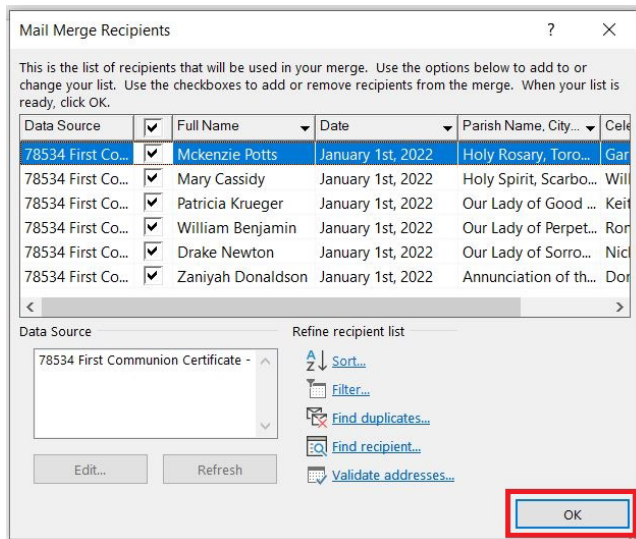 Mail Merge Recipients ? ×
This is the list of recipients that will be used in your merge. Use the options below to add to or
change your list. Use the checkboxes to add or remove recipients from the merge. When your list is
ready, click OK.
Data Source Full Name Date Parish Name, City... Cele
78534 First Co... Mckenzie Potts January 1st, 2022 Holy Rosary, Toro... Gar
78534 First Co... Mary Cassidy January 1st, 2022 Holy Spirit, Scarbo... Will
78534 First Co... Patricia Krueger January 1st, 2022 Our Lady of Good ... Keit
78534 First Co... William Benjamin January 1st, 2022 Our Lady of Perpet... Ron
78534 First Co... Drake Newton January 1st, 2022 Our Lady of Sorro... Nicl
78534 First Co... Zaniyah Donaldson January 1st, 2022 Annunciation of th... Dor
Data Source
78534 First Communion Certificate -
Edit... Refresh
Refine recipient list
Sort...
Filter...
Find duplicates...
Find recipient...
Validate addresses...
OK